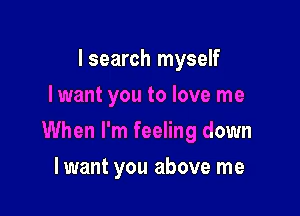 I search myself
I want you to love me
When I'm feeling down
I want you above me